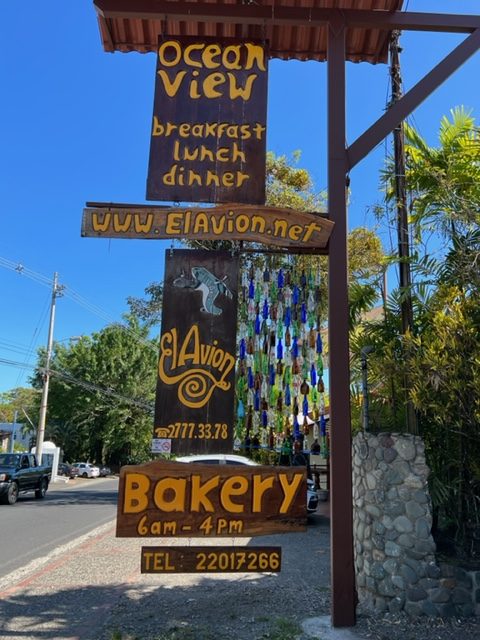 Ocean
View
breakfast
lunch
dinner
www.ElAvion.net
El Avion
☎2777.33.78
Bakery
6am - 4Pm
TEL: 22017266